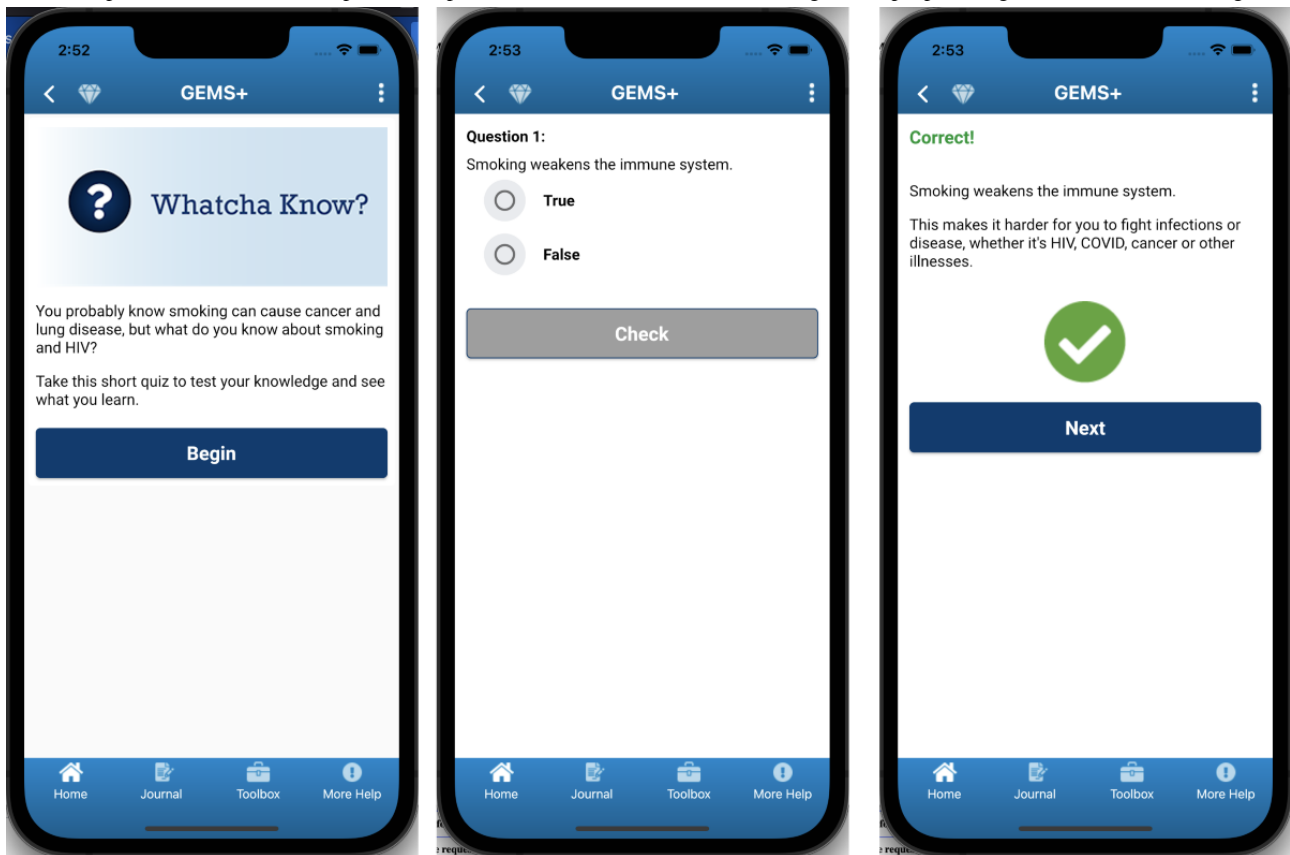 2:52
GEMS+
Whatcha Know?
You probably know smoking can cause cancer and
lung disease, but what do you know about smoking
and HIV?
Take this short quiz to test your knowledge and see
what you learn.
Begin
Home Journal Toolbox More Help
2:53
GEMS+
Question 1:
Smoking weakens the immune system.
True
False
Check
Home Journal Toolbox More Help
2:53
GEMS+
Correct!
Smoking weakens the immune system.
This makes it harder for you to fight infections or
disease, whether it's HIV, COVID, cancer or other
illnesses.
Next
Home Journal Toolbox More Help